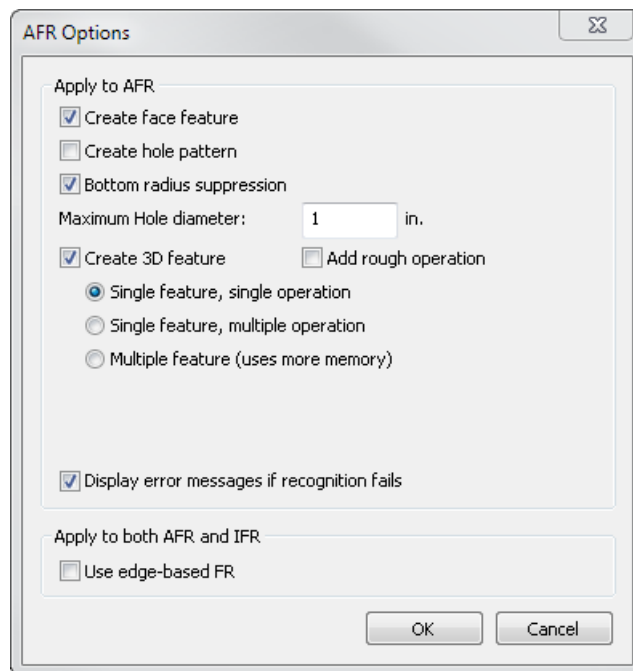 AFR Options
Apply to AFR
Create face feature
Create hole pattern
Bottom radius suppression
Maximum Hole diameter: 1 in.
Create 3D feature Add rough operation
Single feature, single operation
Single feature, multiple operation
Multiple feature (uses more memory)
Display error messages if recognition fails
Apply to both AFR and IFR
Use edge-based FR
OK Cancel